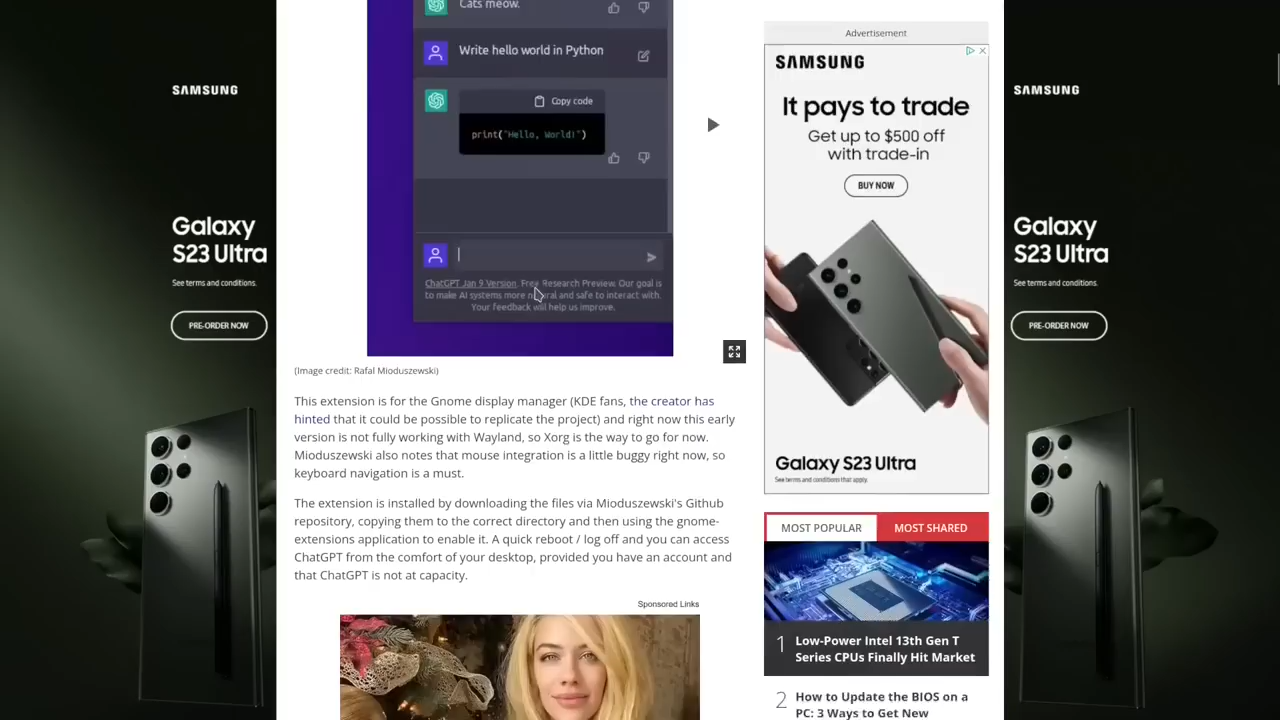 Cats meow.
Write hello world in Python
Copy code
print("Hello, World!")
ChatGPT Jan 9 Version. Free Research Preview. Our goal is
to make AI systems more natural and safe to interact with.
Your feedback will help us improve.
(Image credit: Rafal Mioduszewski)
This extension is for the Gnome display manager (KDE fans, the creator has
hinted that it could be possible to replicate the project) and right now this early
version is not fully working with Wayland, so Xorg is the way to go for now.
Mioduszewski also notes that mouse integration is a little buggy right now, so
keyboard navigation is a must.
The extension is installed by downloading the files via Mioduszewski's Github
repository, copying them to the correct directory and then using the gnome-
extensions application to enable it. A quick reboot / log off and you can access
ChatGPT from the comfort of your desktop, provided you have an account and
that ChatGPT is not at capacity.
Sponsored Links
Advertisement
SAMSUNG
It pays to trade
Get up to $500 off
with trade-in
BUY NOW
Galaxy S23 Ultra
See terms and conditions that apply.
MOST POPULAR
MOST SHARED
1 Low-Power Intel 13th Gen T
Series CPUs Finally Hit Market
2 How to Update the BIOS on a
PC: 3 Ways to Get New
SAMSUNG
Galaxy
S23 Ultra
See terms and conditions.
PRE-ORDER NOW
SAMSUNG
Galaxy
S23 Ultra
See terms and conditions.
PRE-ORDER NOW